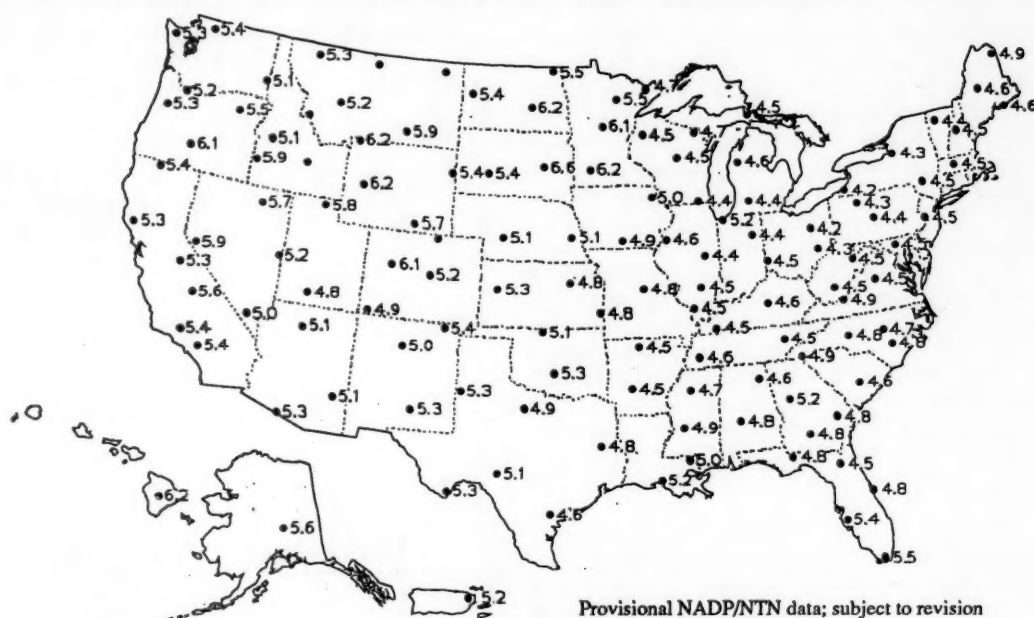 5.3 5.4
5.3 5.5 4.9
5.1 4.7 4.6
5.2 5.4 5.5 4.6
5.3 5.5 5.2 6.2 4.5
6.1 5.1 6.2 5.9 6.1 4.5 4.5
5.9 4.5 4.6 4.3
5.4 5.4 5.4 6.6 6.2 4.5
6.2 4.2 4.5
5.7 5.8 5.0 4.4 4.4 4.3
5.3 5.7 5.2 4.4 4.5
5.9 5.1 5.1 4.9 4.6 4.4 4.2
5.3 5.2 6.1 5.2 4.4 4.5 4.5
5.6 4.8 5.3 4.8 4.8 4.5 4.5
5.0 4.9 4.8 4.5 4.6 4.9
5.4 5.1 5.4 5.1 4.5 4.5 4.8 4.7
5.4 5.0 4.5 4.6 4.9 4.8
5.3 4.6 4.6
5.1 5.3 4.5 4.7 5.2
5.3 5.3 4.9 4.9 4.8 4.8
4.8 4.8
5.0 4.8 4.5
5.1 5.2
5.3 4.8
6.2 4.6 5.4
5.6
5.5
5.2
Provisional NADP/NTN data; subject to revision